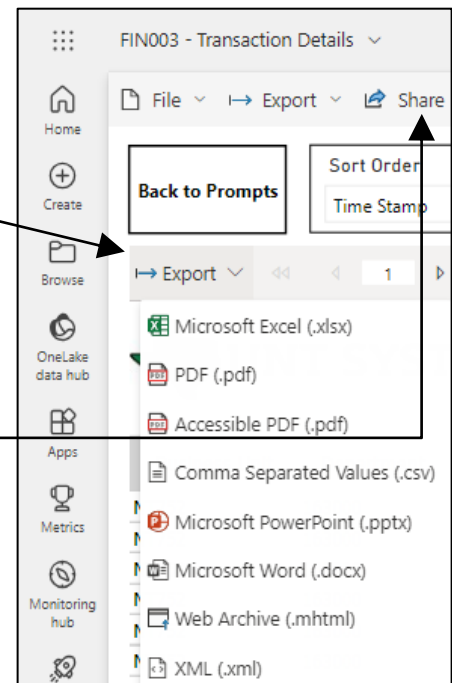 FIN003 - Transaction Details
File Export Share
Home
Create
Browse
OneLake
data hub
Apps
Metrics
Monitoring
hub
Back to Prompts
Sort Order
Time Stamp
Export 1
Microsoft Excel (.xlsx)
PDF (.pdf)
Accessible PDF (.pdf)
Comma Separated Values (.csv)
Microsoft PowerPoint (.pptx)
Microsoft Word (.docx)
Web Archive (.mhtml)
XML (.xml)